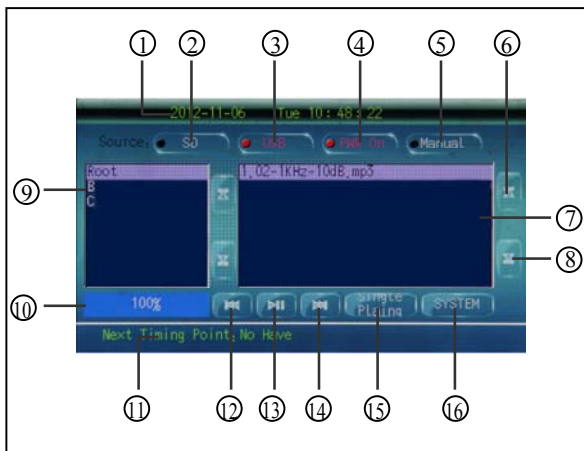 ① ② ③ ④ ⑤ ⑥
2012-11-06 Tue 10:48:22
Source: SD USB PWR On Manual
Root
B
C
1,02-1KHz-10dB,mp3
⑦
⑧
⑨
⑩
100%
Single
Plaing
SYSTEM
Next Timing Point:No Have
⑪ ⑫ ⑬ ⑭ ⑮ ⑯